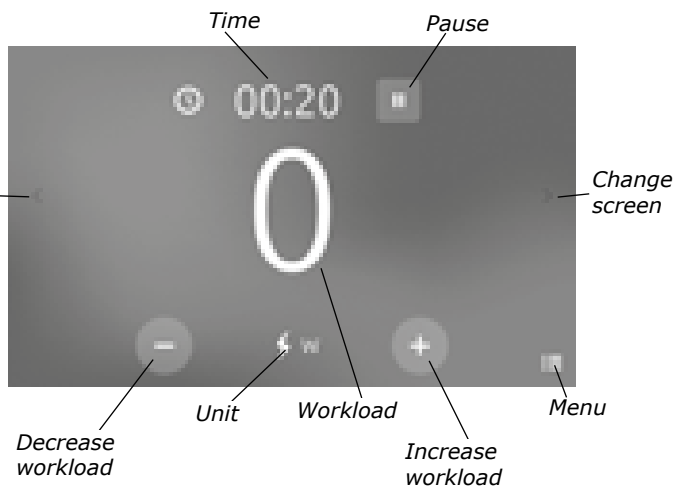 Time
Pause
00:20
0
Change
screen
W
Unit
Workload
Menu
Decrease
workload
Increase
workload